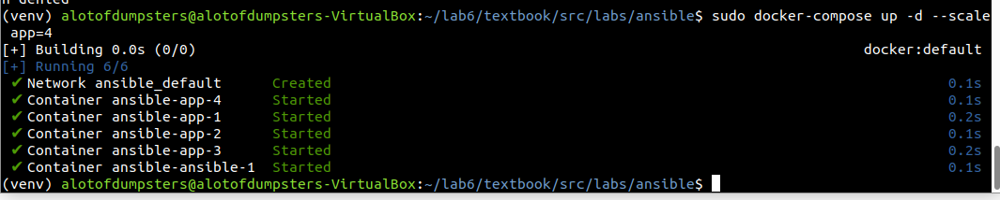 n denied
(venv) alotofdumpsters@alotofdumpsters-VirtualBox:~/lab6/textbook/src/labs/ansible$ sudo docker-compose up -d --scale
 app=4
[+] Building 0.0s (0/0) docker:default
[+] Running 6/6
✔ Network ansible_default Created 0.1s
✔ Container ansible-app-4 Started 0.1s
✔ Container ansible-app-1 Started 0.2s
✔ Container ansible-app-2 Started 0.1s
✔ Container ansible-app-3 Started 0.2s
✔ Container ansible-ansible-1 Started 0.1s
(venv) alotofdumpsters@alotofdumpsters-VirtualBox:~/lab6/textbook/src/labs/ansible$